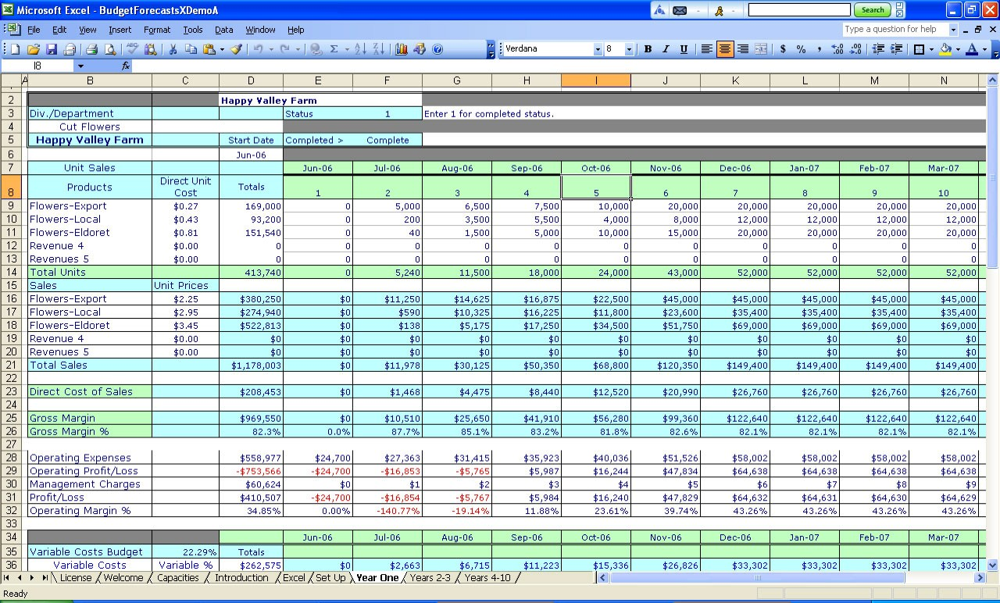 Microsoft Excel - BudgetForecastsXDemoA Search
File Edit View Insert Format Tools Data Window Help Type a question for help
Verdana 8 B I U $ % ,
I8 fx
A B C D E F G H I J K L M N
2 Happy Valley Farm
3 Div./Department Status 1 Enter 1 for completed status.
4 Cut Flowers
5 Happy Valley Farm Start Date Completed > Complete
6 Jun-06
7 Unit Sales Jun-06 Jul-06 Aug-06 Sep-06 Oct-06 Nov-06 Dec-06 Jan-07 Feb-07 Mar-07
8 Products Direct Unit Cost Totals 1 2 3 4 5 6 7 8 9 10
9 Flowers-Export $0.27 169,000 0 5,000 6,500 7,500 10,000 20,000 20,000 20,000 20,000 20,000
10 Flowers-Local $0.43 93,200 0 200 3,500 5,500 4,000 8,000 12,000 12,000 12,000 12,000
11 Flowers-Eldoret $0.81 151,540 0 40 1,500 5,000 10,000 15,000 20,000 20,000 20,000 20,000
12 Revenue 4 $0.00 0 0 0 0 0 0 0 0 0 0 0
13 Revenues 5 $0.00 0 0 0 0 0 0 0 0 0 0 0
14 Total Units 413,740 0 5,240 11,500 18,000 24,000 43,000 52,000 52,000 52,000 52,000
15 Sales Unit Prices
16 Flowers-Export $2.25 $380,250 $0 $11,250 $14,625 $16,875 $22,500 $45,000 $45,000 $45,000 $45,000 $45,000
17 Flowers-Local $2.95 $274,940 $0 $590 $10,325 $16,225 $11,800 $23,600 $35,400 $35,400 $35,400 $35,400
18 Flowers-Eldoret $3.45 $522,813 $0 $138 $5,175 $17,250 $34,500 $51,750 $69,000 $69,000 $69,000 $69,000
19 Revenue 4 $0.00 $0 $0 $0 $0 $0 $0 $0 $0 $0 $0 $0
20 Revenues 5 $0.00 $0 $0 $0 $0 $0 $0 $0 $0 $0 $0 $0
21 Total Sales $1,178,003 $0 $11,978 $30,125 $50,350 $68,800 $120,350 $149,400 $149,400 $149,400 $149,400
22
23 Direct Cost of Sales $208,453 $0 $1,468 $4,475 $8,440 $12,520 $20,990 $26,760 $26,760 $26,760 $26,760
24
25 Gross Margin $969,550 $0 $10,510 $25,650 $41,910 $56,280 $99,360 $122,640 $122,640 $122,640 $122,640
26 Gross Margin % 82.3% 0.0% 87.7% 85.1% 83.2% 81.8% 82.6% 82.1% 82.1% 82.1% 82.1%
27
28 Operating Expenses $558,977 $24,700 $27,363 $31,415 $35,923 $40,036 $51,526 $58,002 $58,002 $58,002 $58,002
29 Operating Profit/Loss -$753,566 -$24,700 -$16,853 -$5,765 $5,987 $16,244 $47,834 $64,638 $64,638 $64,638 $64,638
30 Management Charges $60,624 $0 $1 $2 $3 $4 $5 $6 $7 $8 $9
31 Profit/Loss $410,507 -$24,700 -$16,854 -$5,767 $5,984 $16,240 $47,829 $64,632 $64,631 $64,630 $64,629
32 Operating Margin % 34.85% 0.00% -140.77% -19.14% 11.88% 23.61% 39.74% 43.26% 43.26% 43.26% 43.26%
33
34 Jun-06 Jul-06 Aug-06 Sep-06 Oct-06 Nov-06 Dec-06 Jan-07 Feb-07 Mar-07
35 Variable Costs Budget 22.29% Totals
36 Variable Costs Variable % $262,575 $0 $2,663 $6,715 $11,223 $15,336 $26,826 $33,302 $33,302 $33,302 $33,302
License Welcome Capacities Introduction Excel Set Up Year One Years 2-3 Years 4-10
Ready